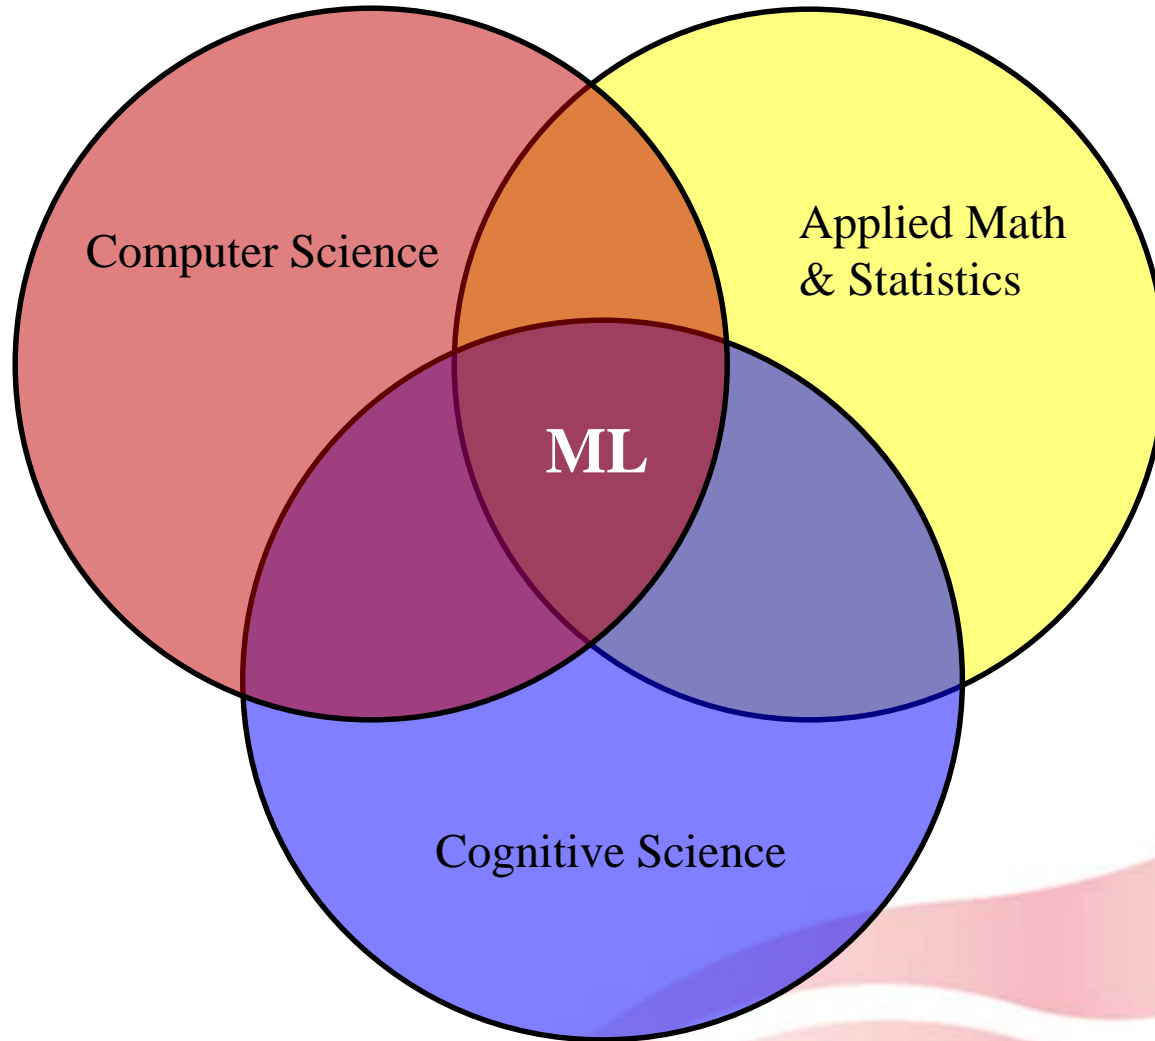 Computer Science
Applied Math
& Statistics
ML
Cognitive Science